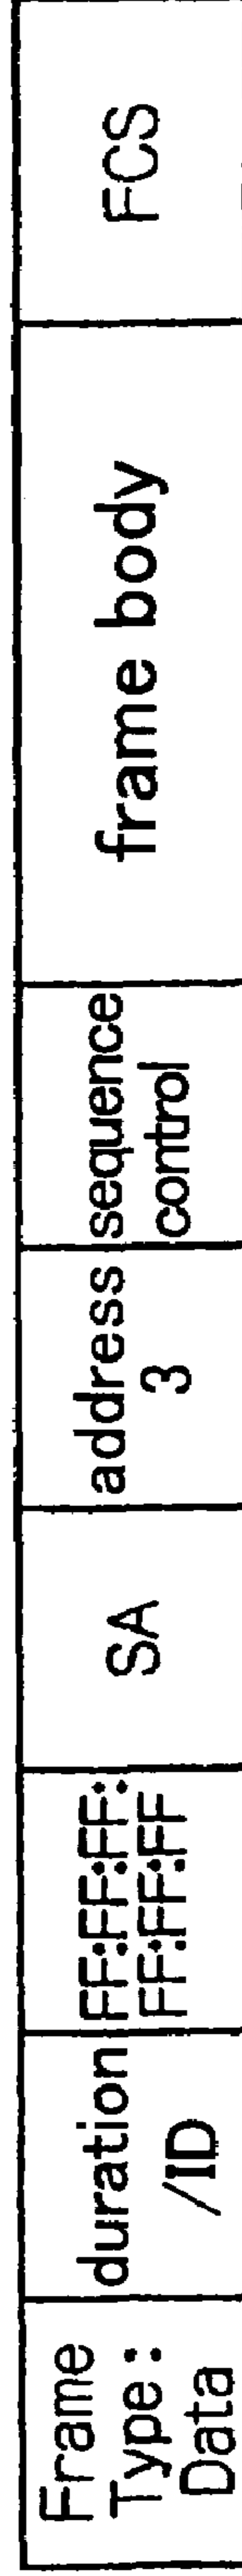 Frame
Type:
Data
duration
/ID
FF:FF:FF:
FF:FF:FF
SA
address
3
sequence
control
frame body
FCS